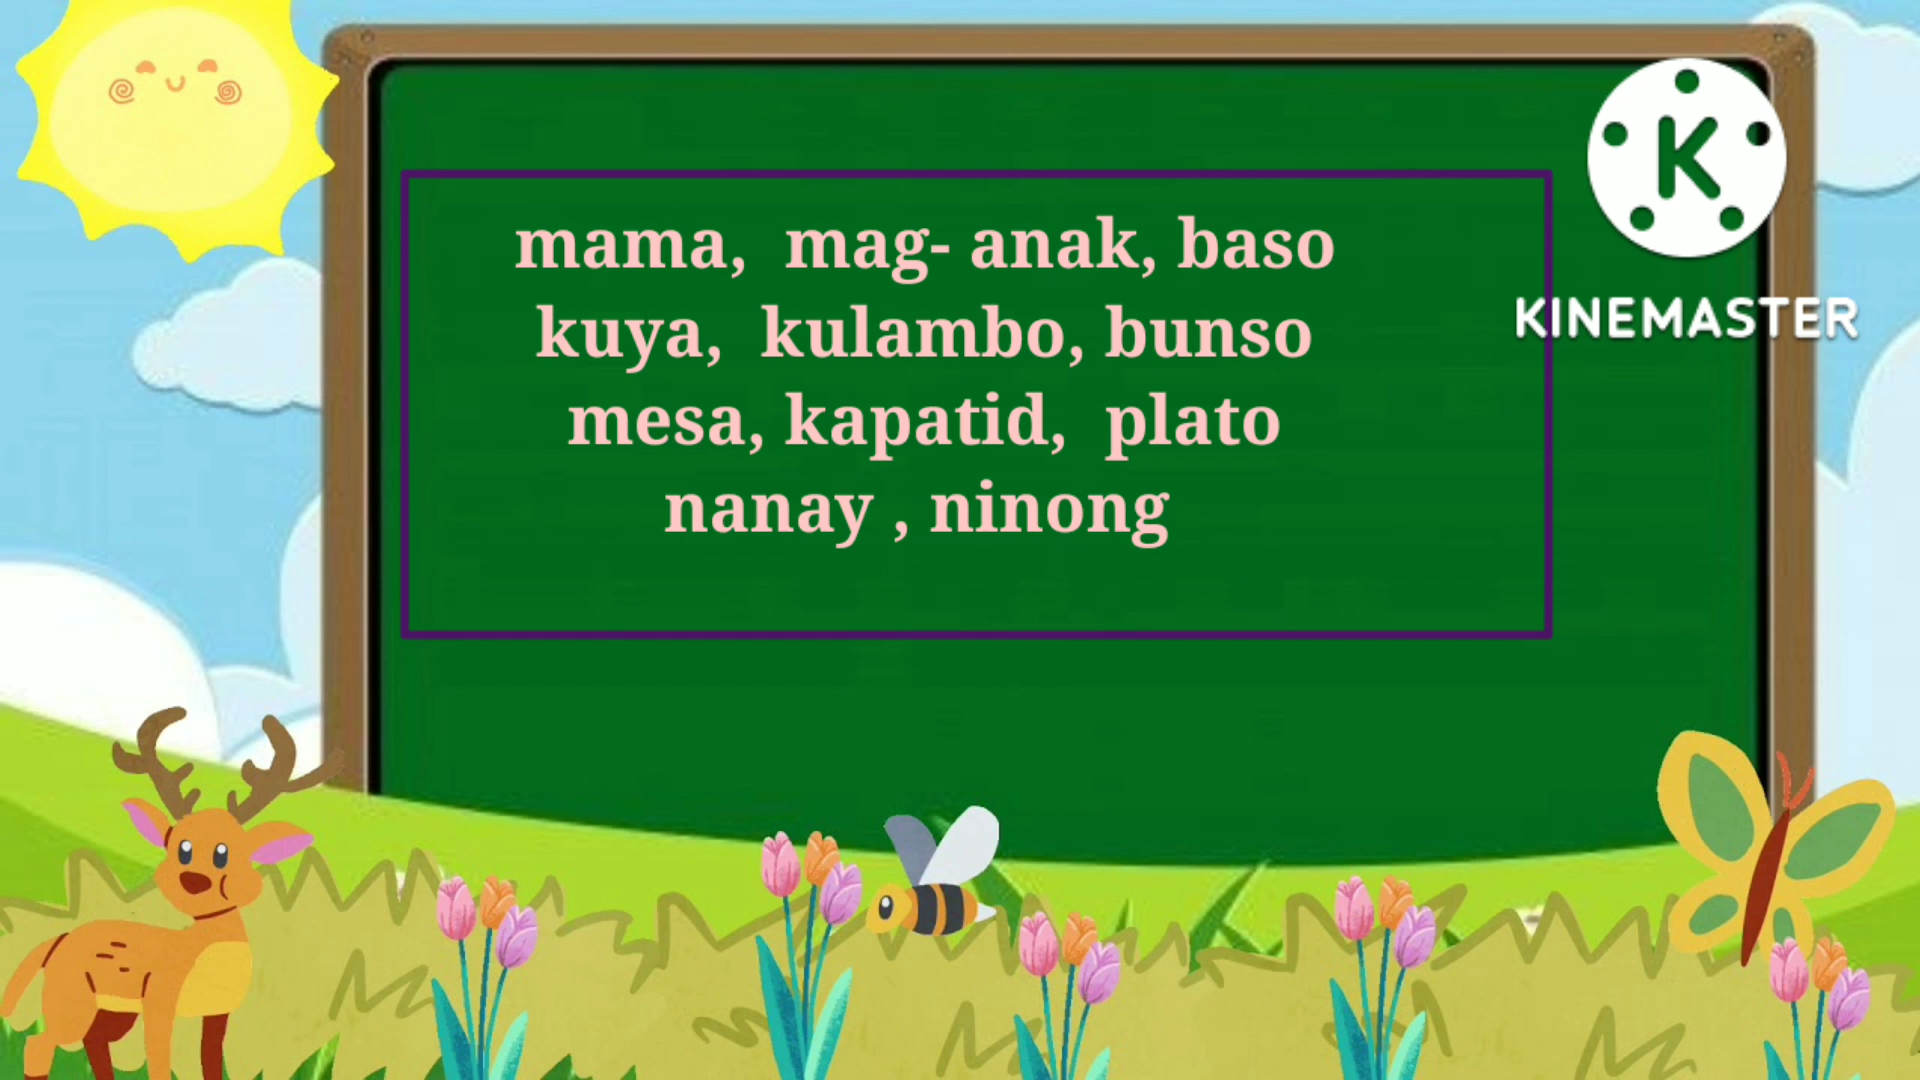 mama,  mag- anak, baso
kuya,  kulambo, bunso
mesa, kapatid,  plato
nanay , ninong
K
KINEMASTER